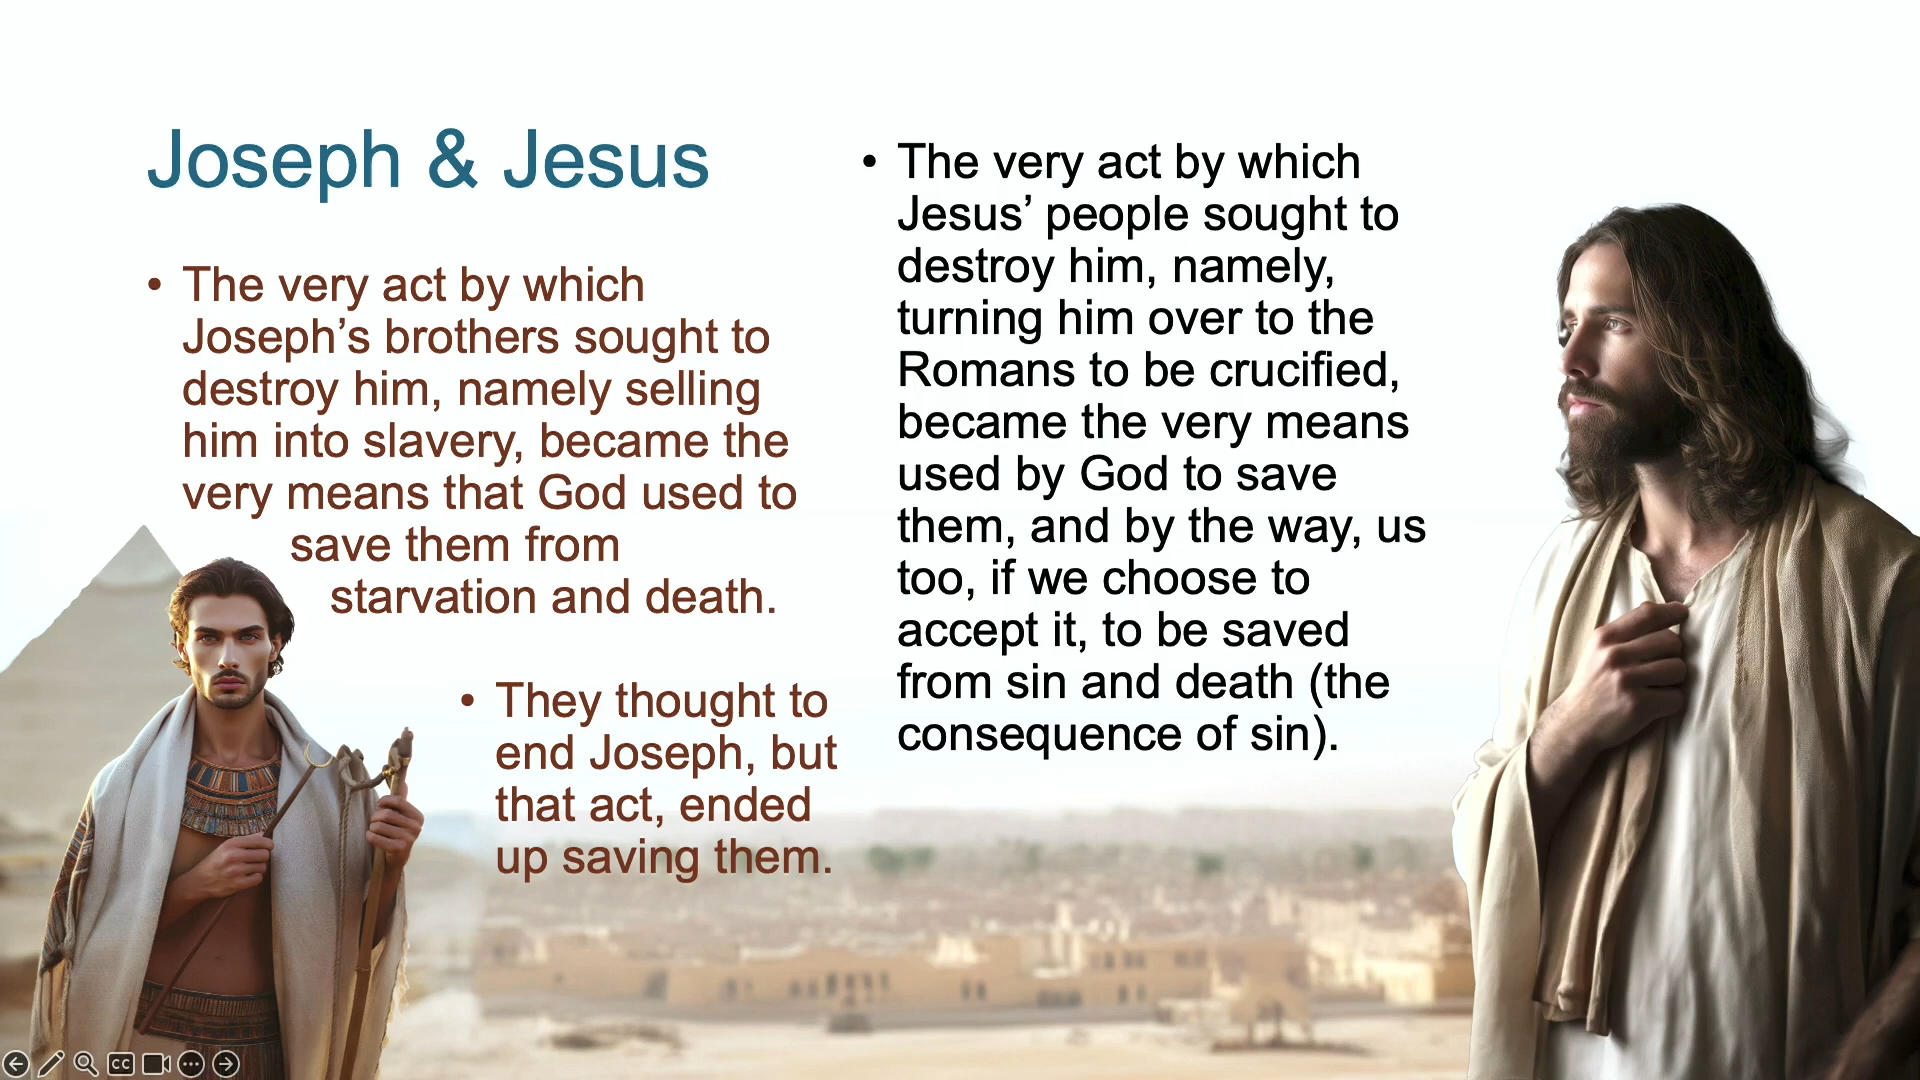 Joseph & Jesus
• The very act by which
Joseph’s brothers sought to
destroy him, namely selling
him into slavery, became the
very means that God used to
save them from
starvation and death.
• They thought to
end Joseph, but
that act, ended
up saving them.
• The very act by which
Jesus’ people sought to
destroy him, namely,
turning him over to the
Romans to be crucified,
became the very means
used by God to save
them, and by the way, us
too, if we choose to
accept it, to be saved
from sin and death (the
consequence of sin).
CC